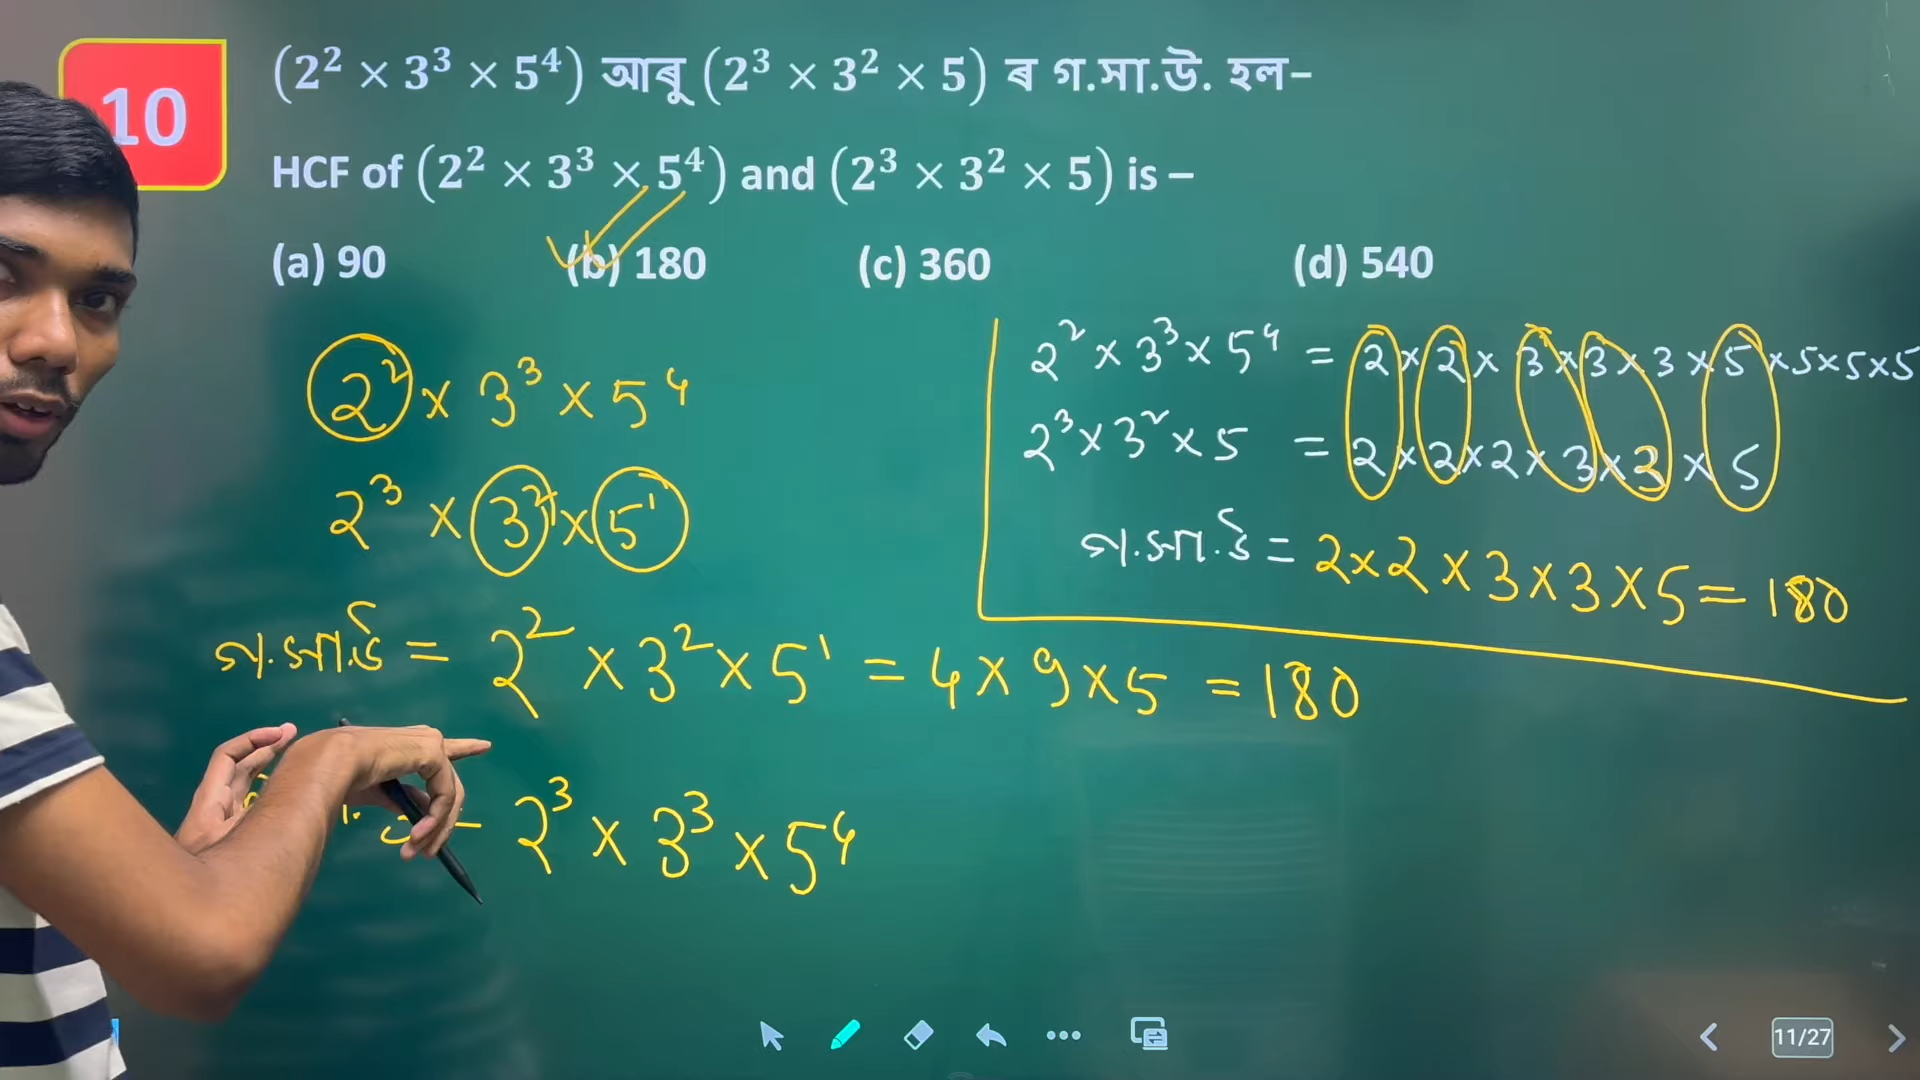 10
(2² × 3³ × 5⁴) আৰু (2³ × 3² × 5) ৰ গ.সা.উ. হল–
HCF of (2² × 3³ × 5⁴) and (2³ × 3² × 5) is –
(a) 90 (b) 180 (c) 360 (d) 540
2² × 3³ × 5⁴
2³ × 3² × 5¹
গ.সা.উ = 2² × 3² × 5¹ = 4 × 9 × 5 = 180
= 2³ × 3³ × 5⁴
2² × 3³ × 5⁴ = 2 × 2 × 3 × 3 × 3 × 5 × 5 × 5 × 5
2³ × 3² × 5 = 2 × 2 × 2 × 3 × 3 × 5
গ.সা.উ = 2 × 2 × 3 × 3 × 5 = 180
11/27